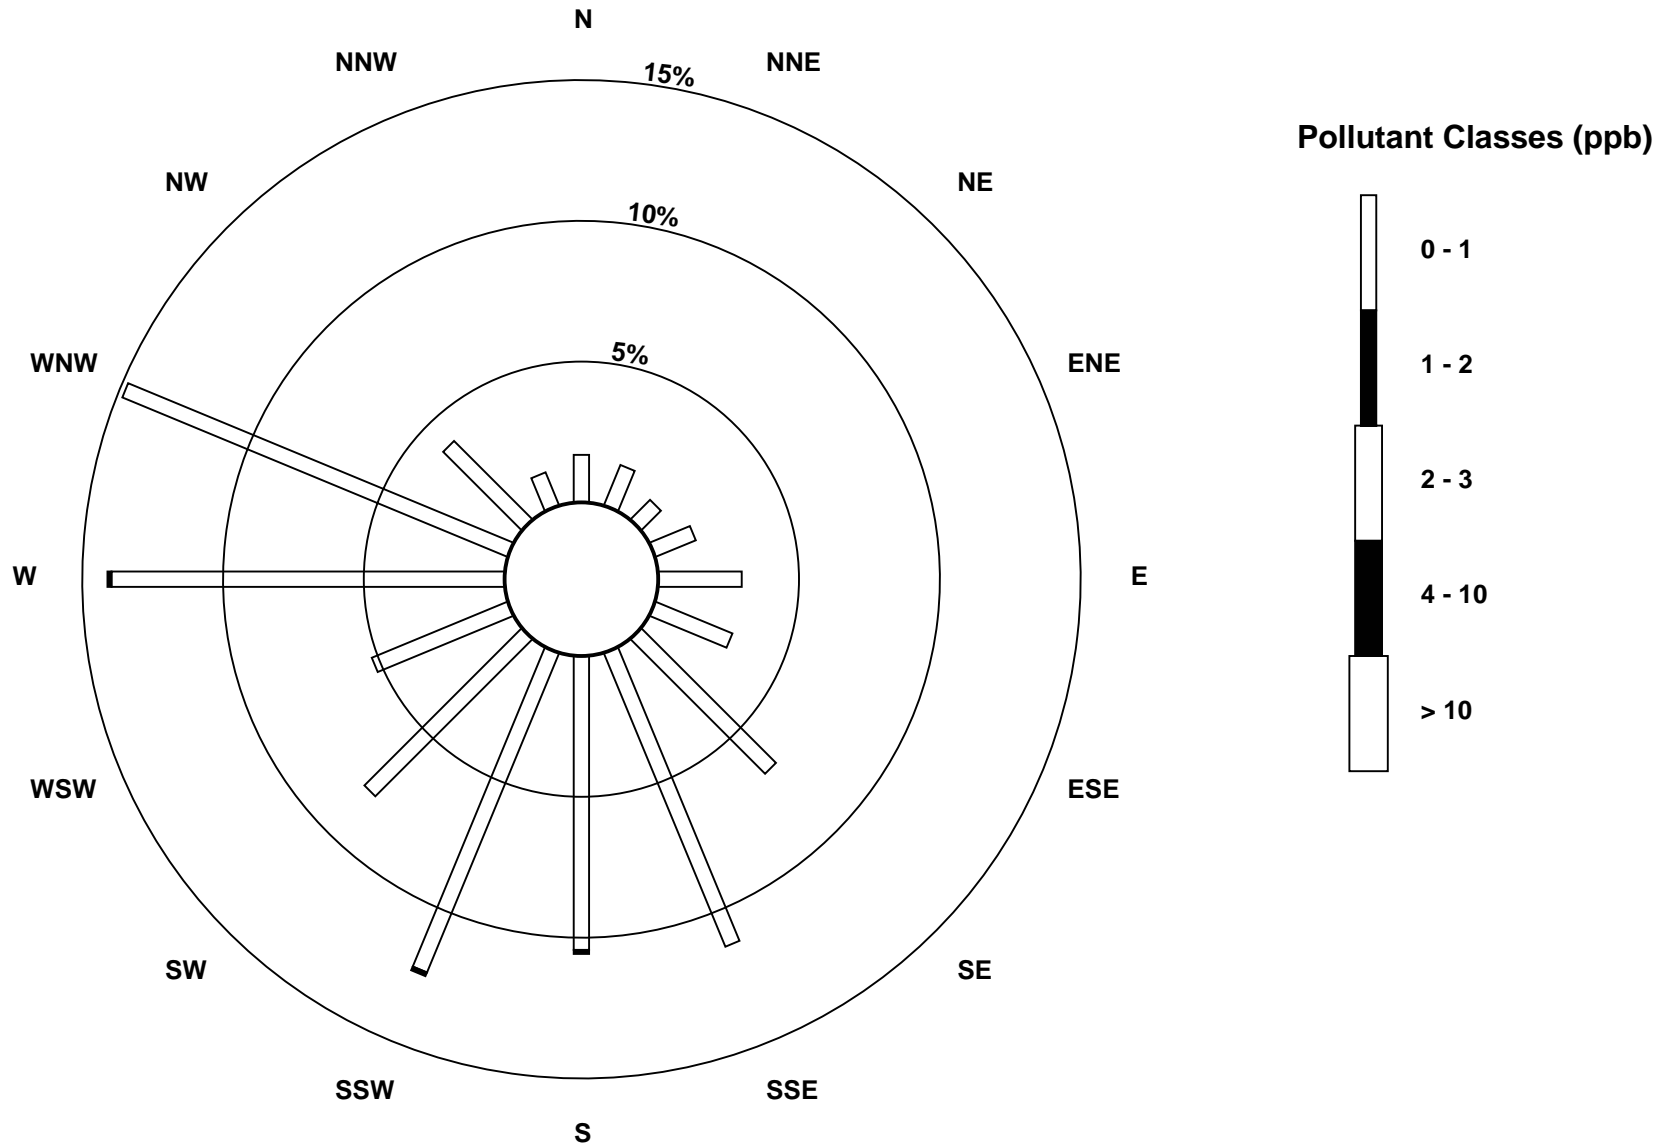 N
NNW
NNE
15%
Pollutant Classes (ppb)
NW
NE
10%
0 - 1
5%
WNW
ENE
1 - 2
2 - 3
W
E
4 - 10
> 10
WSW
ESE
SW
SE
SSW
SSE
S